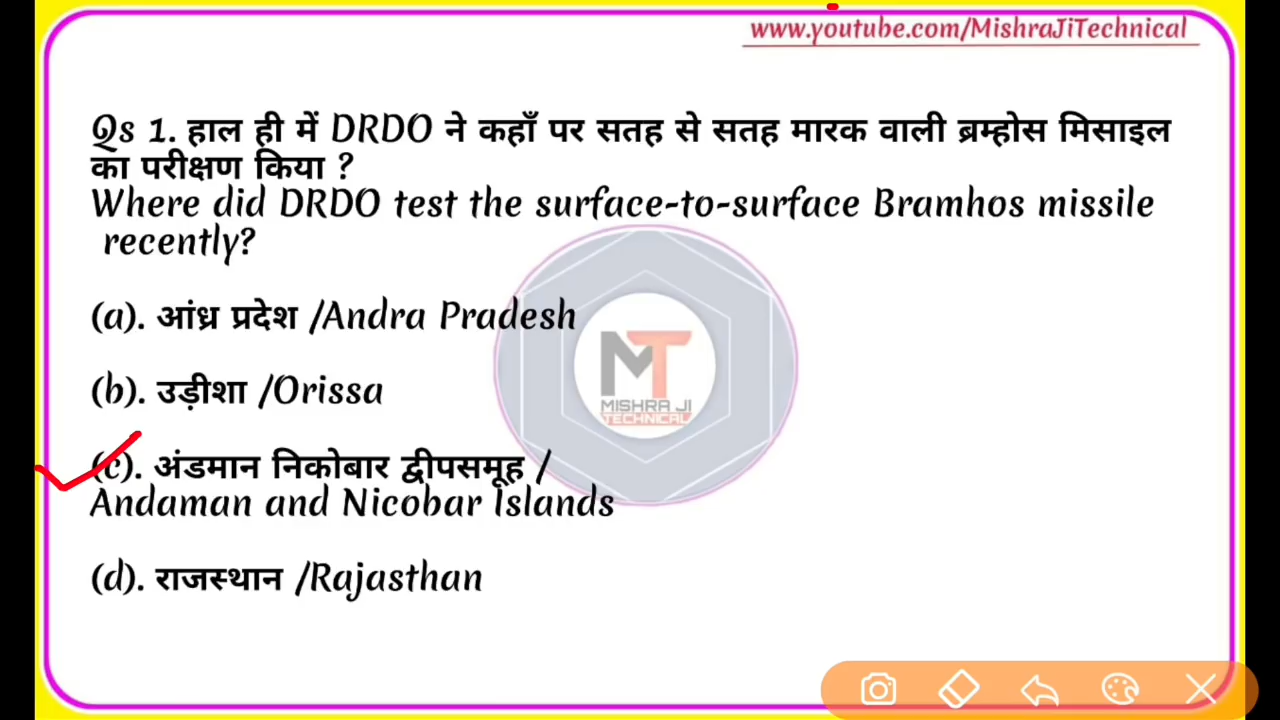 www.youtube.com/MishraJiTechnical
Qs 1. हाल ही में DRDO ने कहाँ पर सतह से सतह मारक वाली ब्रम्होस मिसाइल
का परीक्षण किया ?
Where did DRDO test the surface-to-surface Bramhos missile
recently?
(a). आंध्र प्रदेश /Andra Pradesh
(b). उड़ीशा /Orissa
(c). अंडमान निकोबार द्वीपसमूह /
Andaman and Nicobar Islands
(d). राजस्थान /Rajasthan
MT
MISHRA JI
TECHNICAL